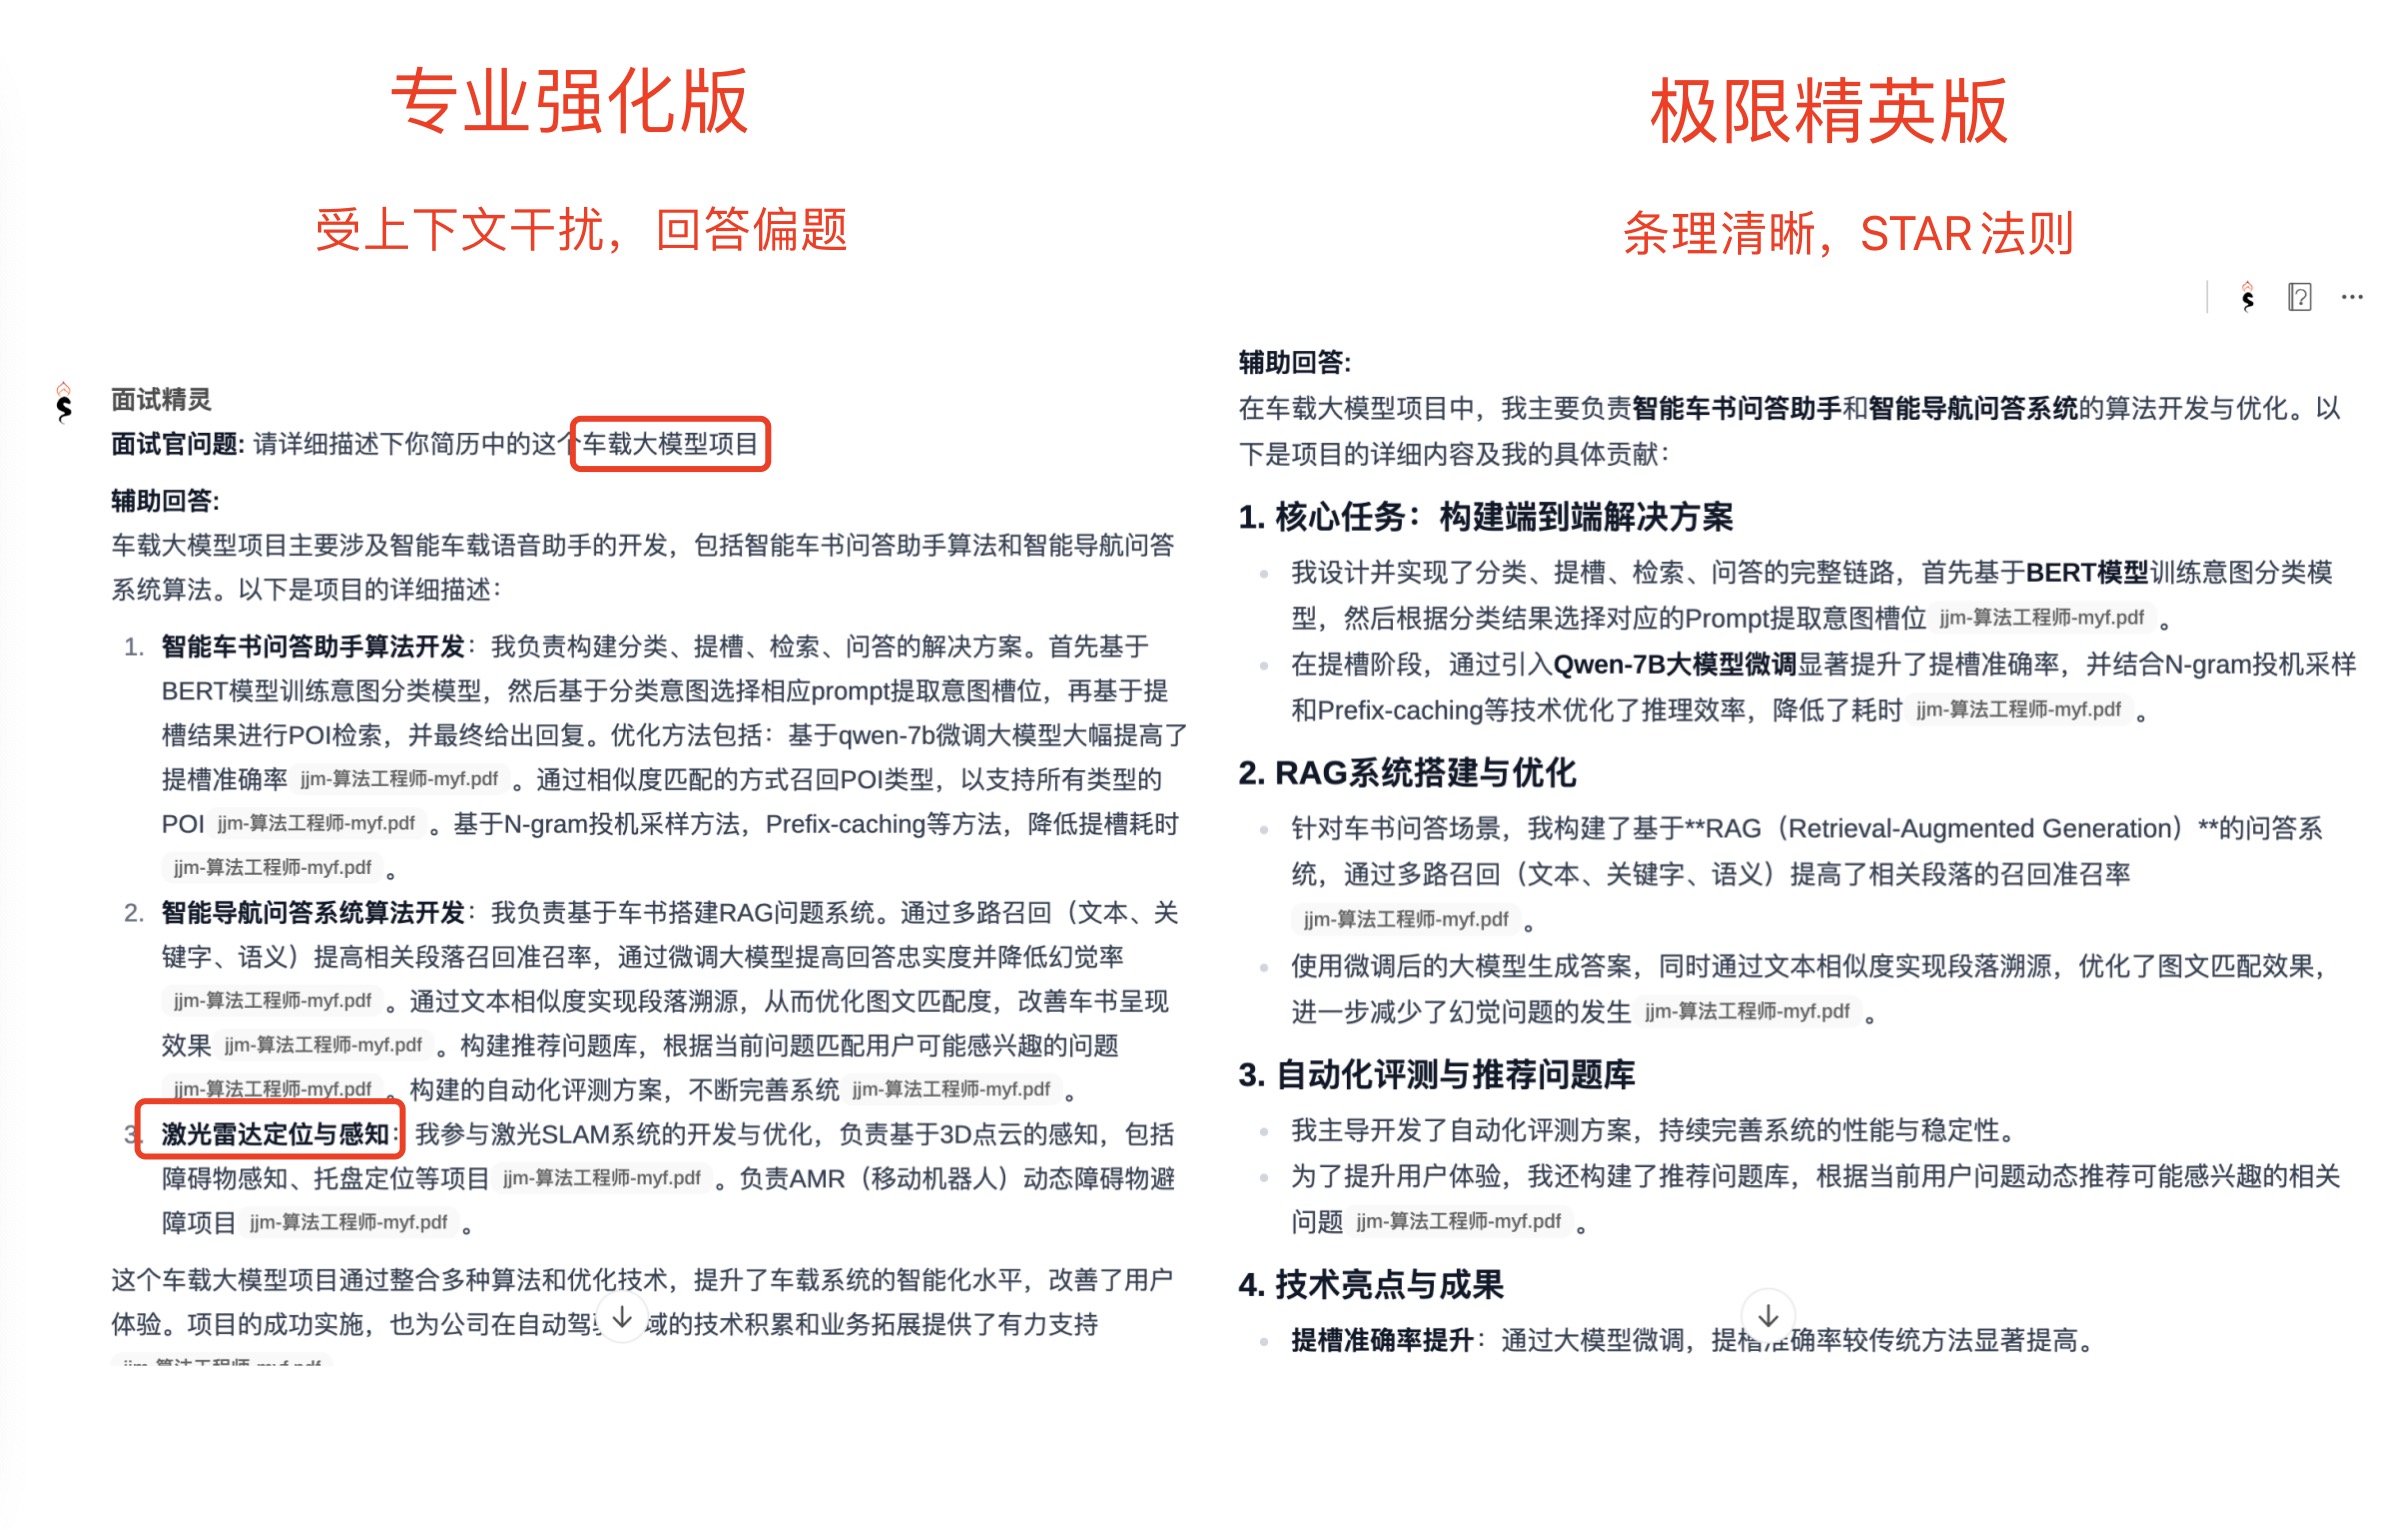 专业强化版
受上下文干扰，回答偏题
面试精灵
面试官问题: 请详细描述下你简历中的这个车载大模型项目
辅助回答:
车载大模型项目主要涉及智能车载语音助手的开发，包括智能车书问答助手算法和智能导航问答
系统算法。以下是项目的详细描述：
1. 智能车书问答助手算法开发：我负责构建分类、提槽、检索、问答的解决方案。首先基于
BERT模型训练意图分类模型，然后基于分类意图选择相应prompt提取意图槽位，再基于提
槽结果进行POI检索，并最终给出回复。优化方法包括：基于qwen-7b微调大模型大幅提高了
提槽准确率 jjm-算法工程师-myf.pdf 。通过相似度匹配的方式召回POI类型，以支持所有类型的
POI jjm-算法工程师-myf.pdf 。基于N-gram投机采样方法，Prefix-caching等方法，降低提槽耗时
jjm-算法工程师-myf.pdf 。
2. 智能导航问答系统算法开发：我负责基于车书搭建RAG问题系统。通过多路召回（文本、关
键字、语义）提高相关段落召回准召率，通过微调大模型提高回答忠实度并降低幻觉率
jjm-算法工程师-myf.pdf 。通过文本相似度实现段落溯源，从而优化图文匹配度，改善车书呈现
效果 jjm-算法工程师-myf.pdf 。构建推荐问题库，根据当前问题匹配用户可能感兴趣的问题
jjm-算法工程师-myf.pdf 。构建的自动化评测方案，不断完善系统 jjm-算法工程师-myf.pdf 。
3. 激光雷达定位与感知：我参与激光SLAM系统的开发与优化，负责基于3D点云的感知，包括
障碍物感知、托盘定位等项目 jjm-算法工程师-myf.pdf 。负责AMR（移动机器人）动态障碍物避
障项目 jjm-算法工程师-myf.pdf 。
这个车载大模型项目通过整合多种算法和优化技术，提升了车载系统的智能化水平，改善了用户
体验。项目的成功实施，也为公司在自动驾 域的技术积累和业务拓展提供了有力支持
jjm-算法工程师-myf.pdf
极限精英版
条理清晰，STAR法则
辅助回答:
在车载大模型项目中，我主要负责智能车书问答助手和智能导航问答系统的算法开发与优化。以
下是项目的详细内容及我的具体贡献：
1. 核心任务：构建端到端解决方案
我设计并实现了分类、提槽、检索、问答的完整链路，首先基于BERT模型训练意图分类模
型，然后根据分类结果选择对应的Prompt提取意图槽位 jjm-算法工程师-myf.pdf 。
在提槽阶段，通过引入Qwen-7B大模型微调显著提升了提槽准确率，并结合N-gram投机采样
和Prefix-caching等技术优化了推理效率，降低了耗时 jjm-算法工程师-myf.pdf 。
2. RAG系统搭建与优化
针对车书问答场景，我构建了基于**RAG（Retrieval-Augmented Generation）**的问答系
统，通过多路召回（文本、关键字、语义）提高了相关段落的召回准召率
jjm-算法工程师-myf.pdf 。
使用微调后的大模型生成答案，同时通过文本相似度实现段落溯源，优化了图文匹配效果，
进一步减少了幻觉问题的发生 jjm-算法工程师-myf.pdf 。
3. 自动化评测与推荐问题库
我主导开发了自动化评测方案，持续完善系统的性能与稳定性。
为了提升用户体验，我还构建了推荐问题库，根据当前用户问题动态推荐可能感兴趣的相关
问题 jjm-算法工程师-myf.pdf 。
4. 技术亮点与成果
提槽准确率提升：通过大模型微调，提槽准确率较传统方法显著提高。